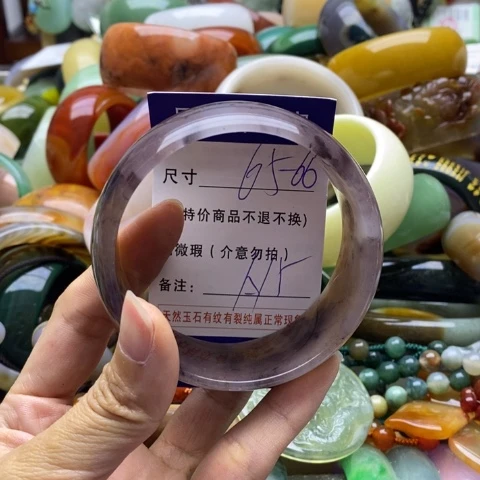 尺寸 65-66
特价商品不退不换)
微瑕(介意勿拍)
备注:
天然玉石有纹有裂纯属正常现